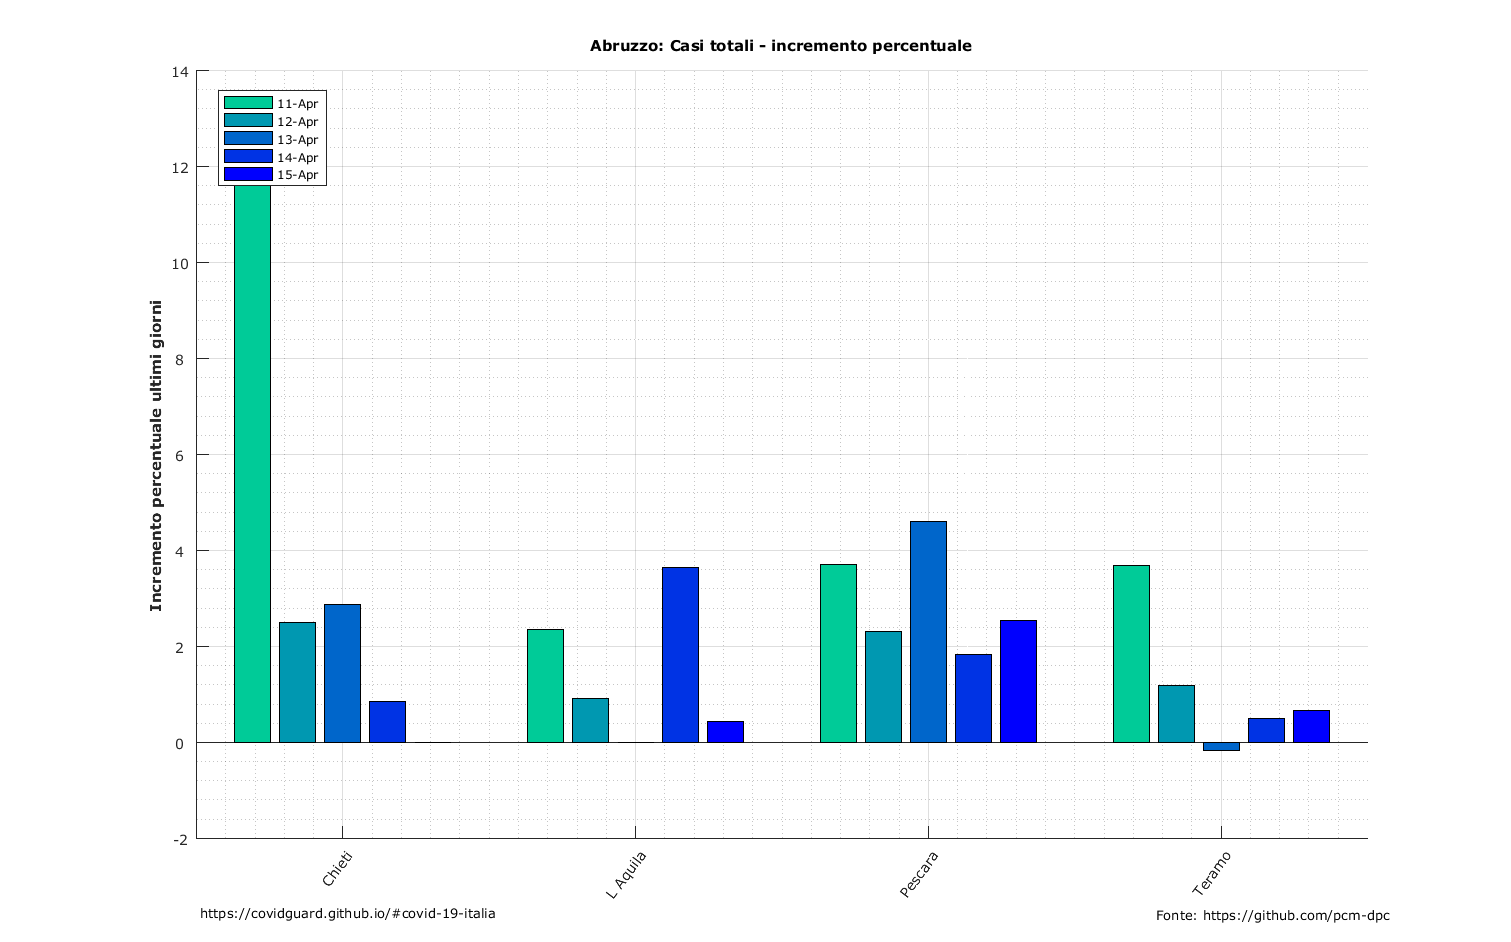 Abruzzo: Casi totali - incremento percentuale
14
12
10
8
6
4
2
0
-2
Incremento percentuale ultimi giorni
11-Apr
12-Apr
13-Apr
14-Apr
15-Apr
Chieti
L Aquila
Pescara
Teramo
https://covidguard.github.io/#covid-19-italia
Fonte: https://github.com/pcm-dpc